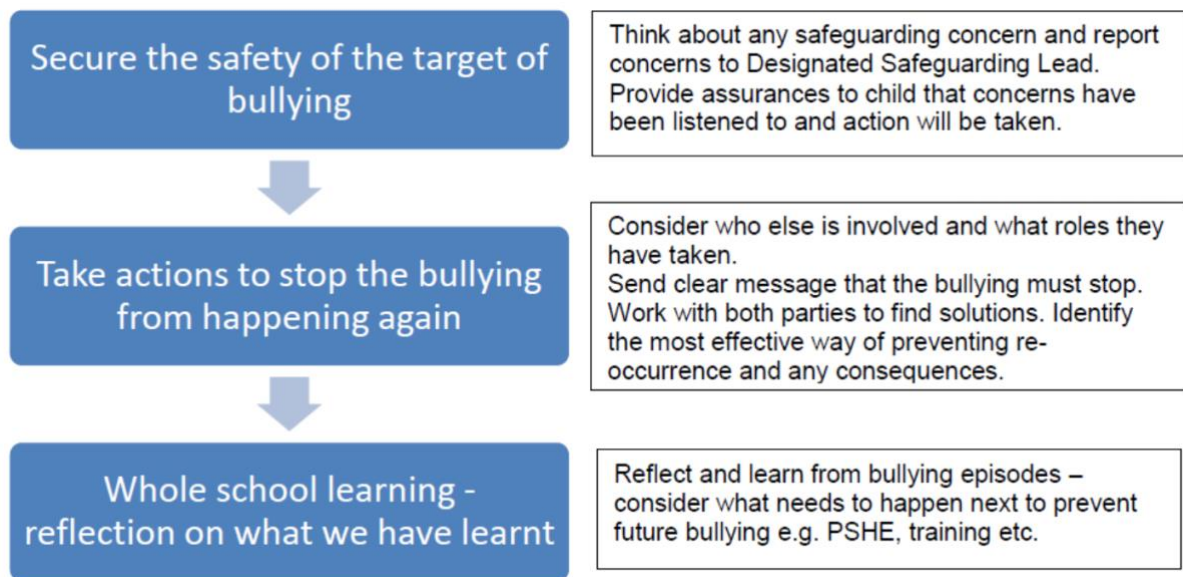 Secure the safety of the target of
bullying
Think about any safeguarding concern and report
concerns to Designated Safeguarding Lead.
Provide assurances to child that concerns have
been listened to and action will be taken.
Take actions to stop the bullying
from happening again
Consider who else is involved and what roles they
have taken.
Send clear message that the bullying must stop.
Work with both parties to find solutions. Identify
the most effective way of preventing re-
occurrence and any consequences.
Whole school learning -
reflection on what we have learnt
Reflect and learn from bullying episodes –
consider what needs to happen next to prevent
future bullying e.g. PSHE, training etc.